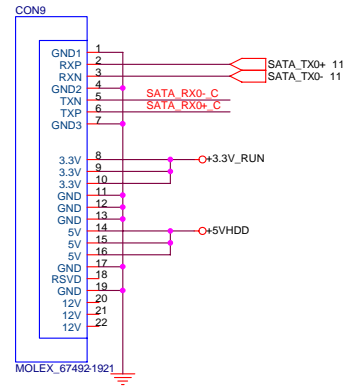 CON9
GND1 1
RXP 2 SATA_TX0+ 11
RXN 3 SATA_TX0- 11
GND2 4
TXN 5 SATA_RX0-_C
TXP 6 SATA_RX0+_C
GND3 7
3.3V 8 +3.3V_RUN
3.3V 9
3.3V 10
GND 11
GND 12
GND 13
5V 14 +5VHDD
5V 15
5V 16
GND 17
RSVD 18
GND 19
12V 20
12V 21
12V 22
MOLEX_67492-1921